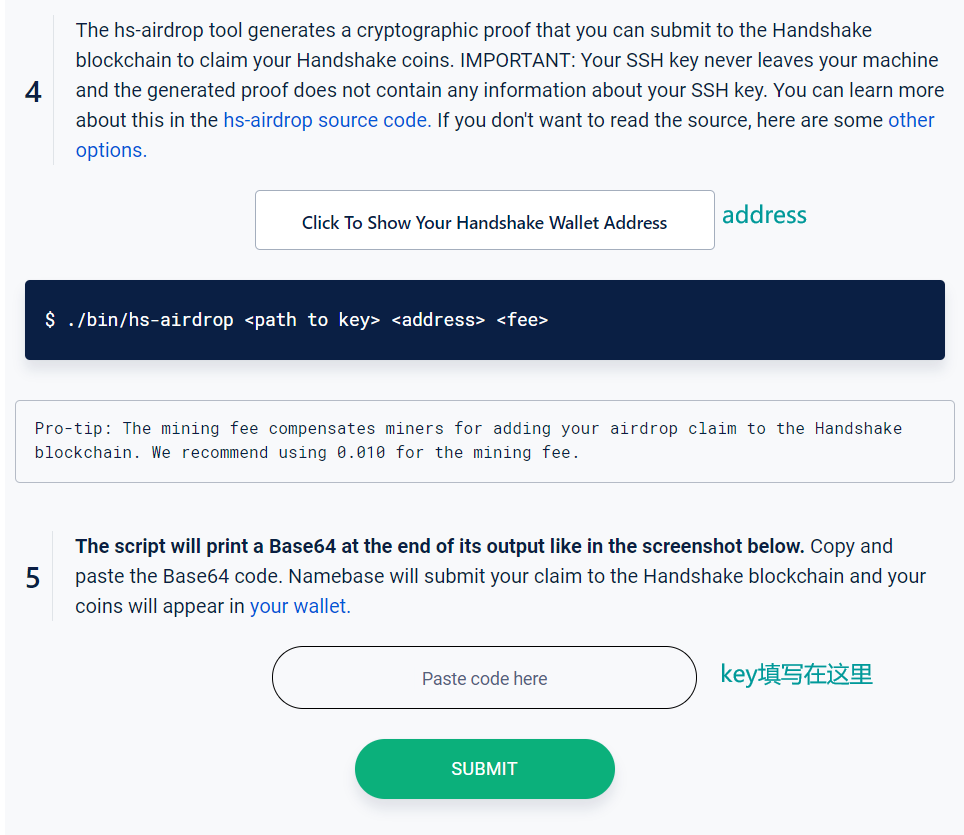 The hs-airdrop tool generates a cryptographic proof that you can submit to the Handshake
blockchain to claim your Handshake coins. IMPORTANT: Your SSH key never leaves your machine
4
and the generated proof does not contain any information about your SSH key. You can learn more
about this in the hs-airdrop source code. If you don't want to read the source, here are some other
options.
Click To Show Your Handshake Wallet Address
address
$ ./bin/hs-airdrop <path to key> <address> <fee>
Pro-tip: The mining fee compensates miners for adding your airdrop claim to the Handshake
blockchain. We recommend using 0.010 for the mining fee.
The script will print a Base64 at the end of its output like in the screenshot below. Copy and
5
paste the Base64 code. Namebase will submit your claim to the Handshake blockchain and your
coins will appear in your wallet.
Paste code here
key填写在这里
SUBMIT